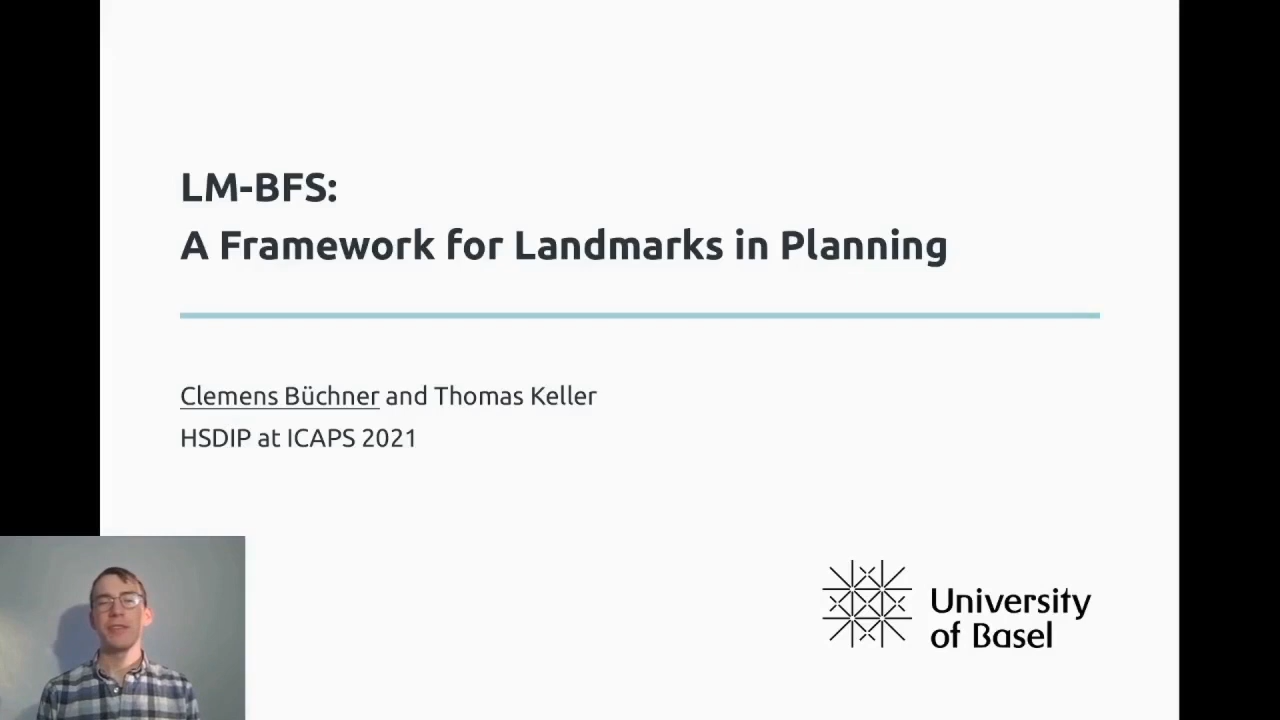 LM-BFS:
A Framework for Landmarks in Planning
Clemens Büchner and Thomas Keller
HSDIP at ICAPS 2021
University
of Basel